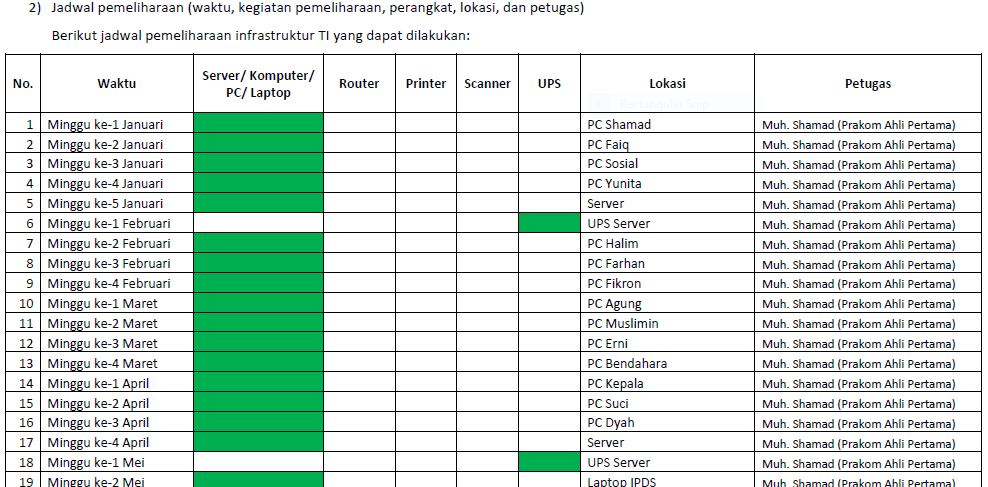 2) Jadwal pemeliharaan (waktu, kegiatan pemeliharaan, perangkat, lokasi, dan petugas)
Berikut jadwal pemeliharaan infrastruktur TI yang dapat dilakukan:
No. Waktu Server/ Komputer/ PC/ Laptop Router Printer Scanner UPS Lokasi Petugas
1 Minggu ke-1 Januari PC Shamad Muh. Shamad (Prakom Ahli Pertama)
2 Minggu ke-2 Januari PC Faiq Muh. Shamad (Prakom Ahli Pertama)
3 Minggu ke-3 Januari PC Sosial Muh. Shamad (Prakom Ahli Pertama)
4 Minggu ke-4 Januari PC Yunita Muh. Shamad (Prakom Ahli Pertama)
5 Minggu ke-5 Januari Server Muh. Shamad (Prakom Ahli Pertama)
6 Minggu ke-1 Februari UPS Server Muh. Shamad (Prakom Ahli Pertama)
7 Minggu ke-2 Februari PC Halim Muh. Shamad (Prakom Ahli Pertama)
8 Minggu ke-3 Februari PC Farhan Muh. Shamad (Prakom Ahli Pertama)
9 Minggu ke-4 Februari PC Fikron Muh. Shamad (Prakom Ahli Pertama)
10 Minggu ke-1 Maret PC Agung Muh. Shamad (Prakom Ahli Pertama)
11 Minggu ke-2 Maret PC Muslimin Muh. Shamad (Prakom Ahli Pertama)
12 Minggu ke-3 Maret PC Erni Muh. Shamad (Prakom Ahli Pertama)
13 Minggu ke-4 Maret PC Bendahara Muh. Shamad (Prakom Ahli Pertama)
14 Minggu ke-1 April PC Kepala Muh. Shamad (Prakom Ahli Pertama)
15 Minggu ke-2 April PC Suci Muh. Shamad (Prakom Ahli Pertama)
16 Minggu ke-3 April PC Dyah Muh. Shamad (Prakom Ahli Pertama)
17 Minggu ke-4 April Server Muh. Shamad (Prakom Ahli Pertama)
18 Minggu ke-1 Mei UPS Server Muh. Shamad (Prakom Ahli Pertama)
19 Minggu ke-2 Mei Laptop IPDS Muh. Shamad (Prakom Ahli Pertama)